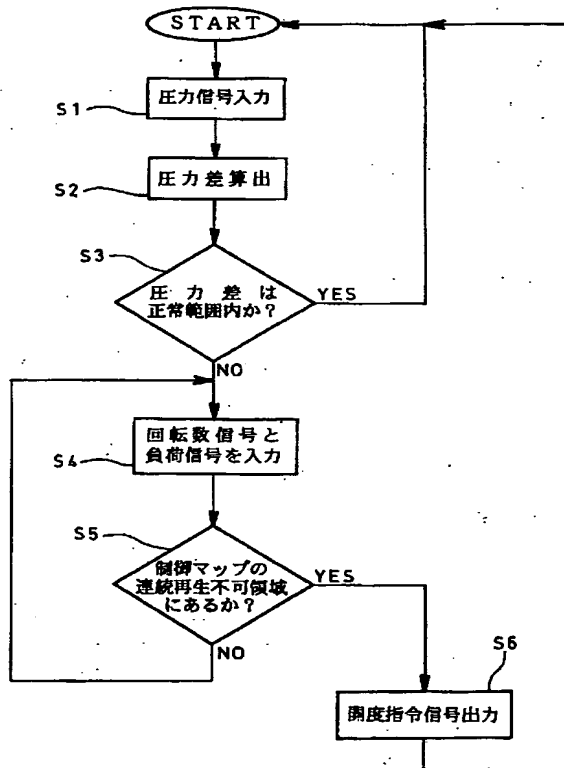 START
S1
圧力信号入力
S2
圧力差算出
S3
圧力差は
正常範囲内か？
YES
NO
S4
回転数信号と
負荷信号を入力
S5
制御マップの
連続再生不可領域
にあるか？
YES
NO
S6
開度指令信号出力